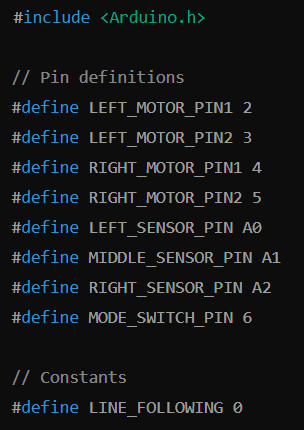 #include <Arduino.h>
// Pin definitions
#define LEFT_MOTOR_PIN1 2
#define LEFT_MOTOR_PIN2 3
#define RIGHT_MOTOR_PIN1 4
#define RIGHT_MOTOR_PIN2 5
#define LEFT_SENSOR_PIN A0
#define MIDDLE_SENSOR_PIN A1
#define RIGHT_SENSOR_PIN A2
#define MODE_SWITCH_PIN 6
// Constants
#define LINE_FOLLOWING 0